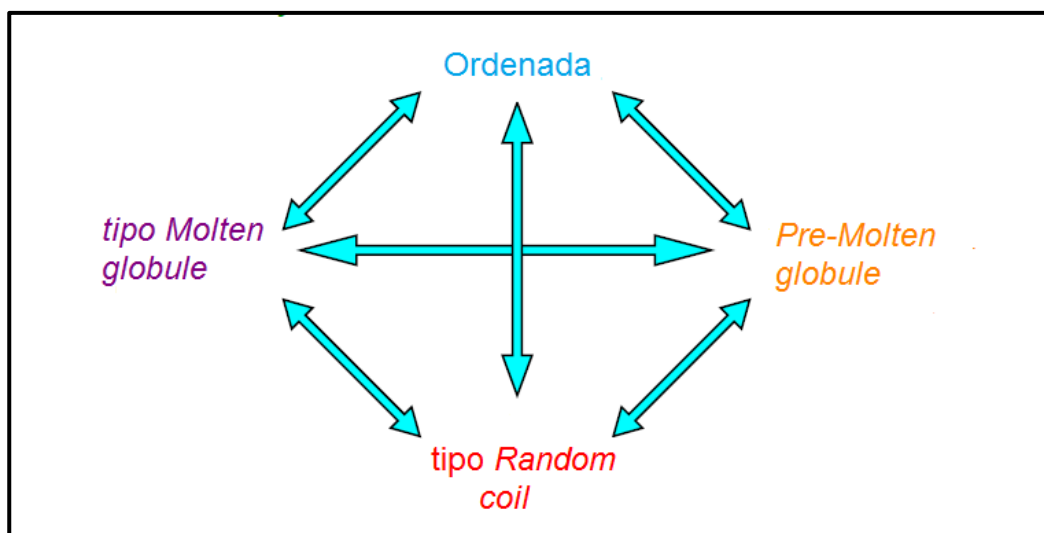 Ordenada
tipo Molten
globule
Pre-Molten
globule
tipo Random
coil